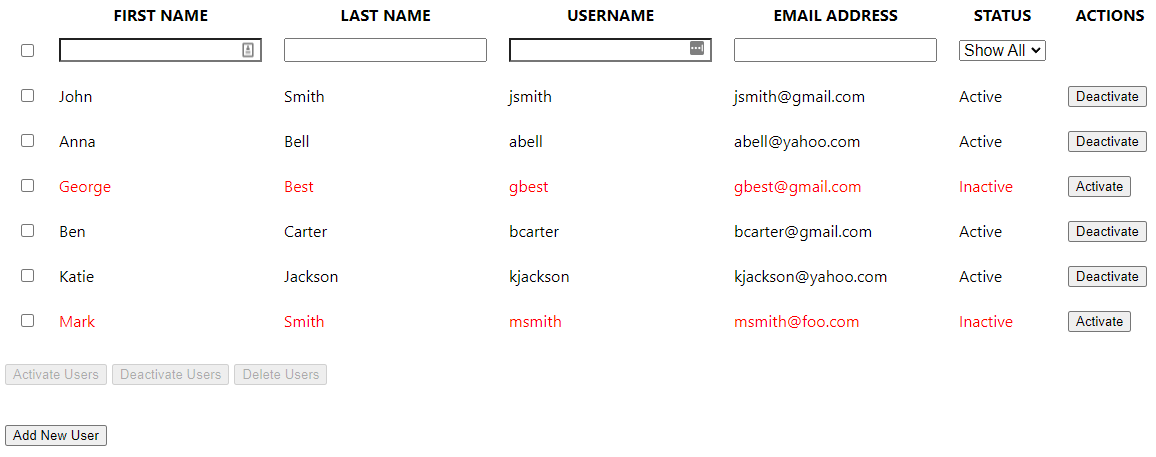 FIRST NAME LAST NAME USERNAME EMAIL ADDRESS STATUS ACTIONS
Show All
John Smith jsmith jsmith@gmail.com Active Deactivate
Anna Bell abell abell@yahoo.com Active Deactivate
George Best gbest gbest@gmail.com Inactive Activate
Ben Carter bcarter bcarter@gmail.com Active Deactivate
Katie Jackson kjackson kjackson@yahoo.com Active Deactivate
Mark Smith msmith msmith@foo.com Inactive Activate
Activate Users Deactivate Users Delete Users
Add New User